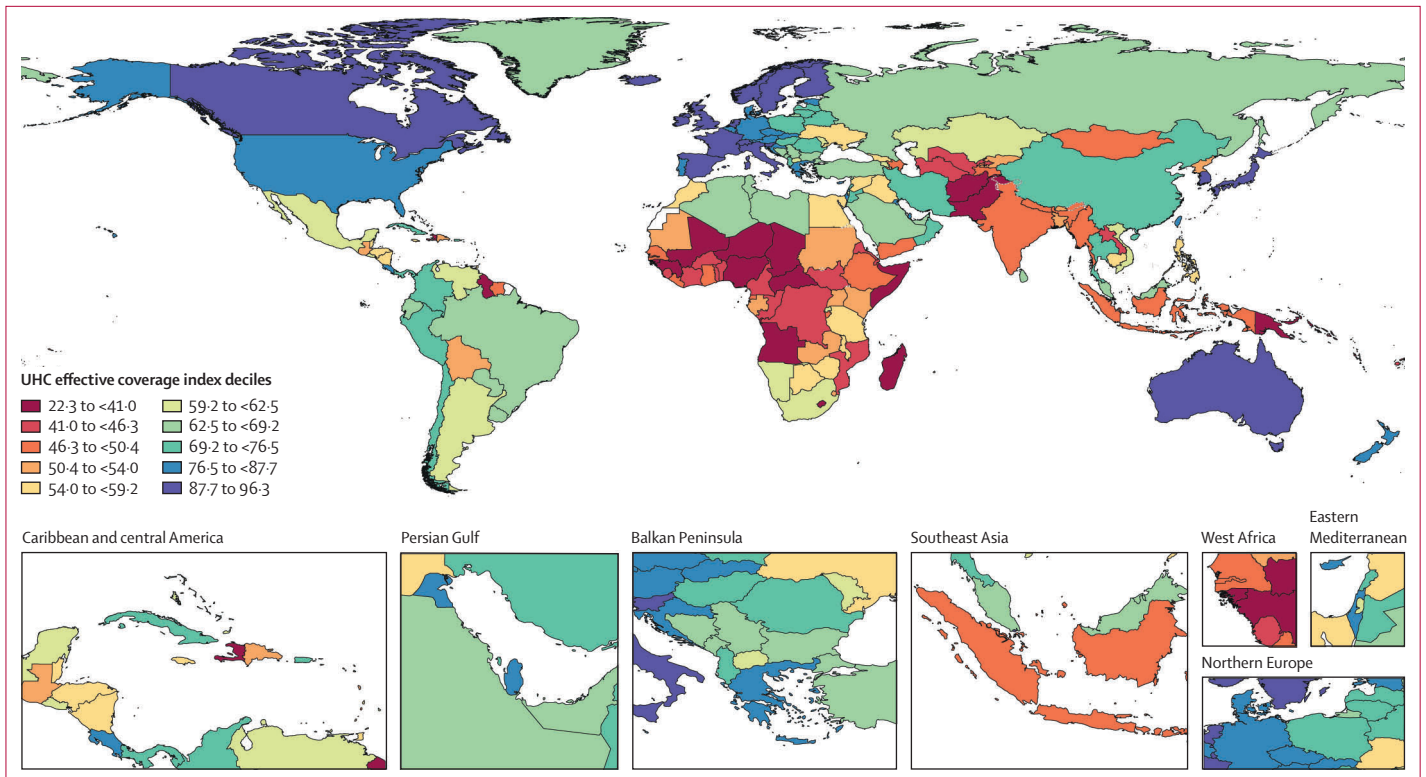 UHC effective coverage index deciles
22·3 to <41·0
41·0 to <46·3
46·3 to <50·4
50·4 to <54·0
54·0 to <59·2
59·2 to <62·5
62·5 to <69·2
69·2 to <76·5
76·5 to <87·7
87·7 to 96·3
Caribbean and central America
Persian Gulf
Balkan Peninsula
Southeast Asia
West Africa
Eastern
Mediterranean
Northern Europe